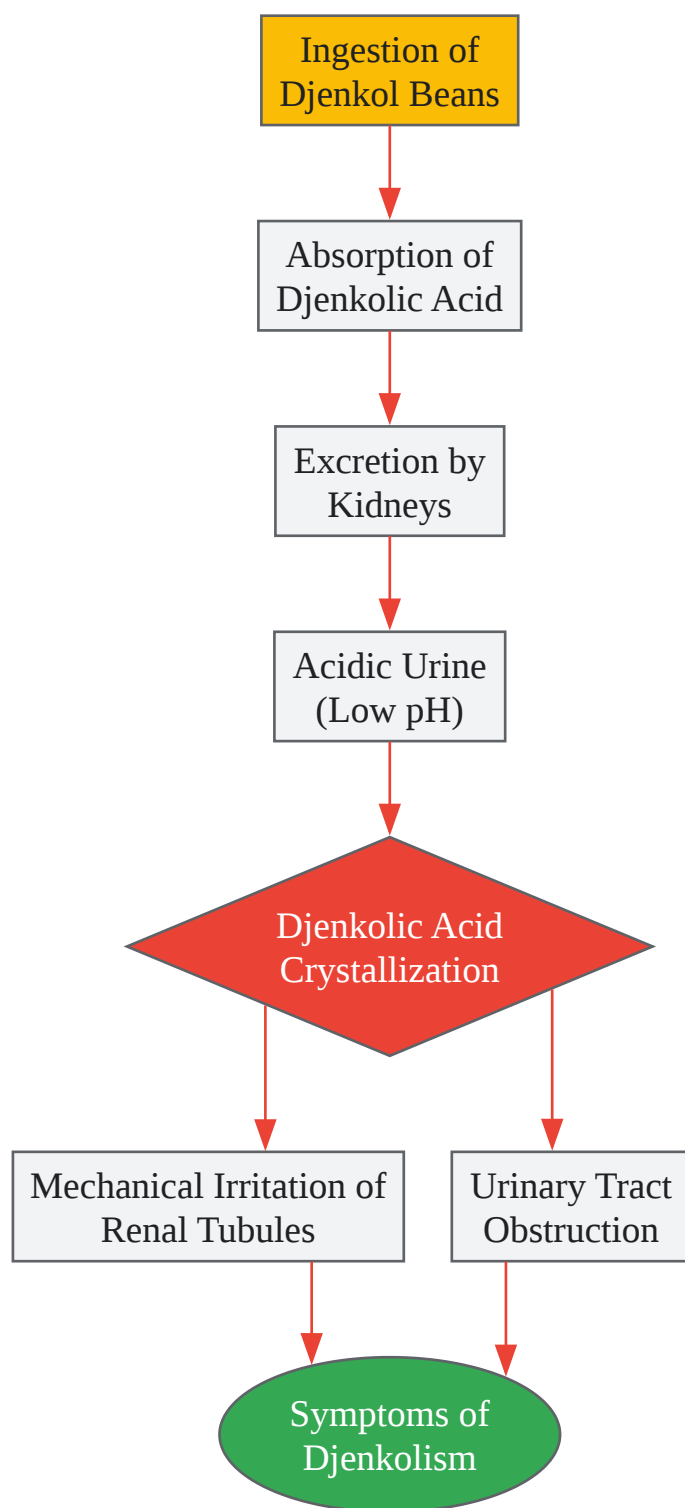 Ingestion of
Djenkol Beans
Absorption of
Djenkolic Acid
Excretion by
Kidneys
Acidic Urine
(Low pH)
Djenkolic Acid
Crystallization
Mechanical Irritation of
Renal Tubules
Urinary Tract
Obstruction
Symptoms of
Djenkolism